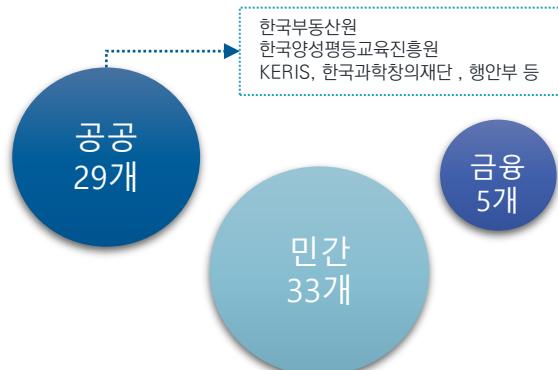 한국부동산원
한국양성평등교육진흥원
KERIS, 한국과학창의재단 , 행안부 등
공공
29개
금융
5개
민간
33개